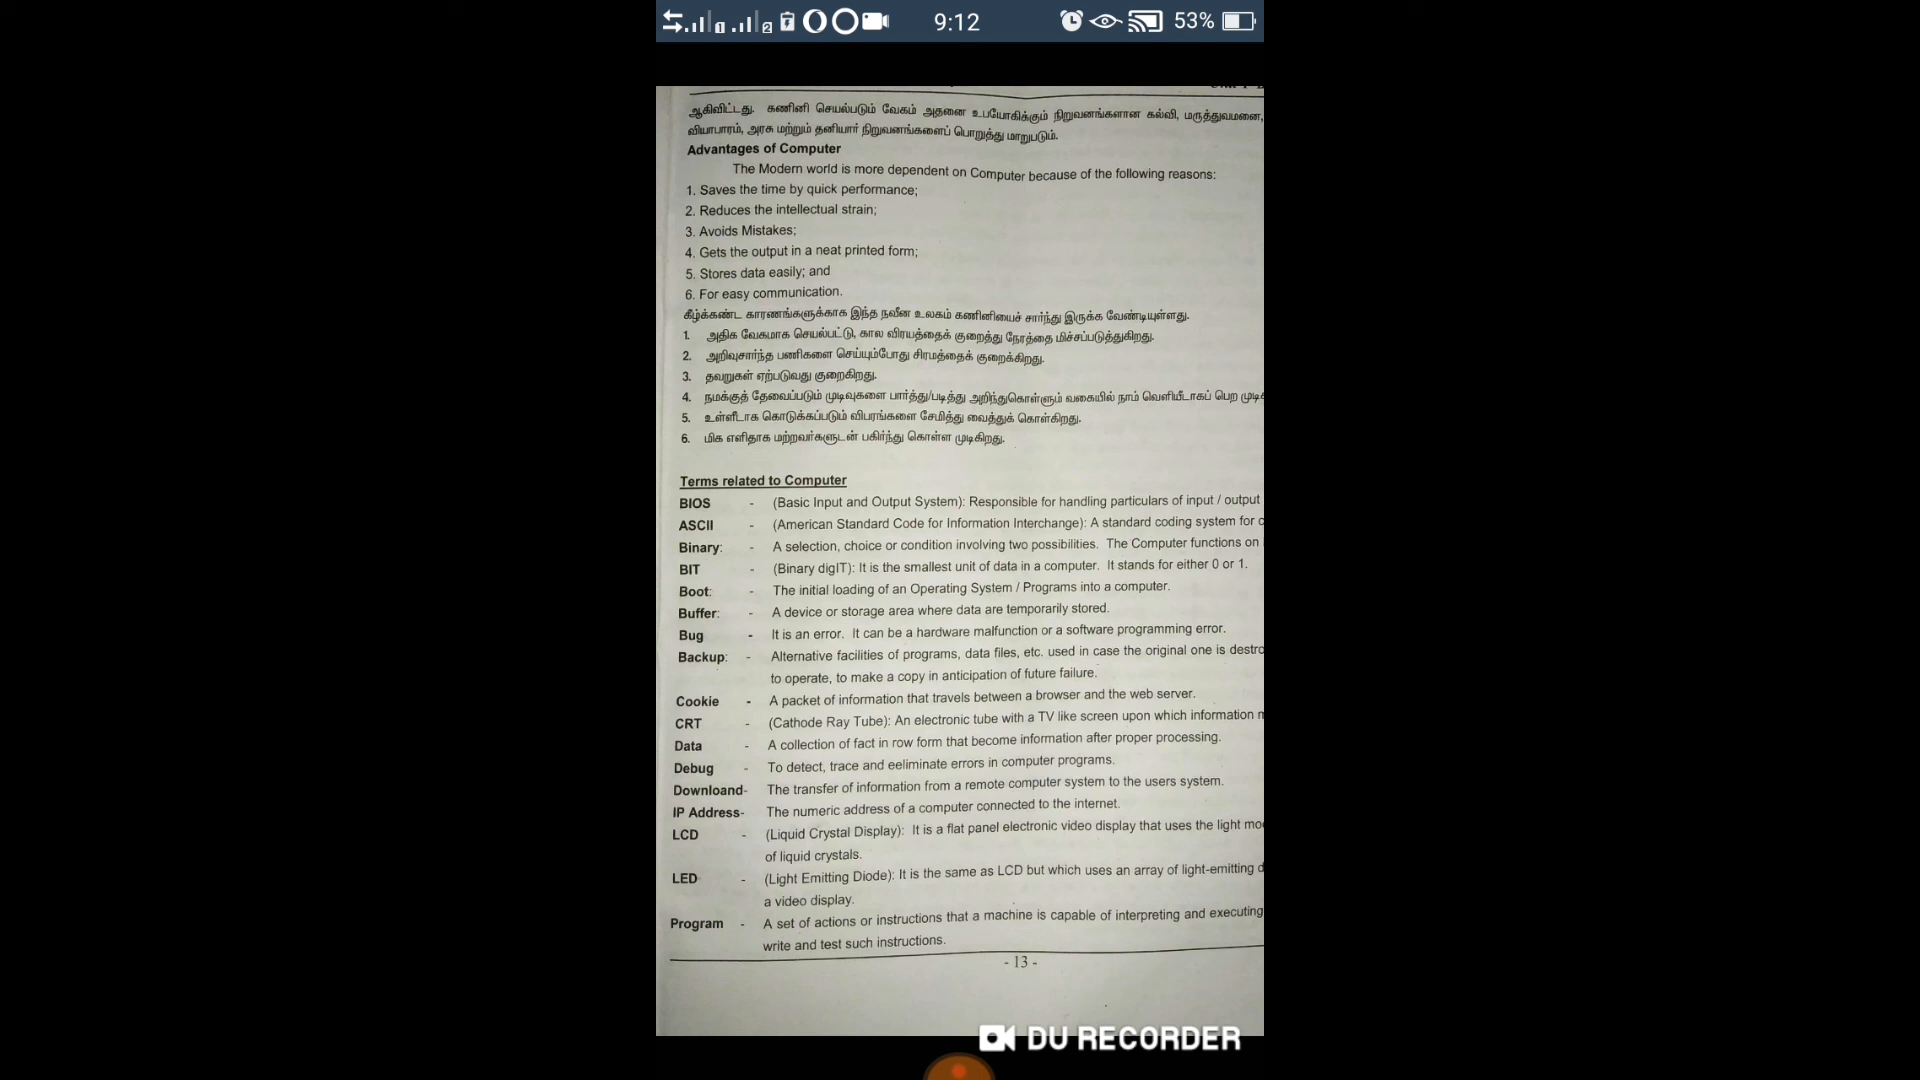 9:12
53%
ஆகிவிட்டது. கணினி செயல்படும் வேகம் அதனை உபயோகிக்கும் நிறுவனங்களான கல்வி, மருத்துவமனை,
வியாபாரம், அரசு மற்றும் தனியார் நிறுவனங்களைப் பொறுத்து மாறுபடும்.
Advantages of Computer
The Modern world is more dependent on Computer because of the following reasons:
1. Saves the time by quick performance;
2. Reduces the intellectual strain;
3. Avoids Mistakes;
4. Gets the output in a neat printed form;
5. Stores data easily; and
6. For easy communication.
கீழ்க்கண்ட காரணங்களுக்காக இந்த நவீன உலகம் கணினியைச் சார்ந்து இருக்க வேண்டியுள்ளது.
1. அதிக வேகமாக செயல்பட்டு, கால விரயத்தைக் குறைத்து நேரத்தை மிச்சப்படுத்துகிறது.
2. அறிவுசார்ந்த பணிகளை செய்யும்போது சிரமத்தைக் குறைக்கிறது.
3. தவறுகள் ஏற்படுவது குறைகிறது.
4. நமக்குத் தேவைப்படும் முடிவுகளை பார்த்து/படித்து அறிந்துகொள்ளும் வகையில் நாம் வெளியீடாகப் பெற
5. உள்ளீடாக கொடுக்கப்படும் விபரங்களை சேமித்து வைத்துக் கொள்கிறது.
6. மிக எளிதாக மற்றவர்களுடன் பகிர்ந்து கொள்ள முடிகிறது.
Terms related to Computer
BIOS - (Basic Input and Output System): Responsible for handling particulars of input / output
ASCII - (American Standard Code for Information Interchange): A standard coding system for
Binary: - A selection, choice or condition involving two possibilities. The Computer functions on
BIT - (Binary digIT): It is the smallest unit of data in a computer. It stands for either 0 or 1.
Boot: - The initial loading of an Operating System / Programs into a computer.
Buffer: - A device or storage area where data are temporarily stored.
Bug - It is an error. It can be a hardware malfunction or a software programming error.
Backup: - Alternative facilities of programs, data files, etc. used in case the original one is
to operate, to make a copy in anticipation of future failure.
Cookie - A packet of information that travels between a browser and the web server.
CRT - (Cathode Ray Tube): An electronic tube with a TV like screen upon which information
Data - A collection of fact in row form that become information after proper processing.
Debug - To detect, trace and eeliminate errors in computer programs.
Downloand- The transfer of information from a remote computer system to the users system.
IP Address- The numeric address of a computer connected to the internet.
LCD - (Liquid Crystal Display): It is a flat panel electronic video display that uses the light
of liquid crystals.
LED - (Light Emitting Diode): It is the same as LCD but which uses an array of light-emitting
a video display.
Program - A set of actions or instructions that a machine is capable of interpreting and executing
write and test such instructions.
- 13 -
DU RECORDER